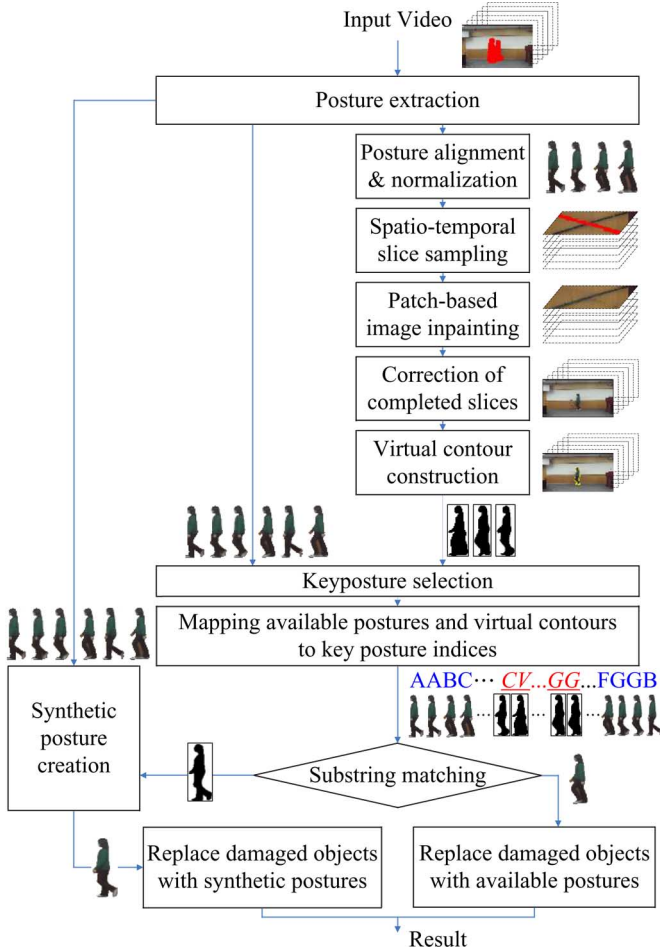 Input Video
Posture extraction
Posture alignment
& normalization
Spatio-temporal
slice sampling
Patch-based
image inpainting
Correction of
completed slices
Virtual contour
construction
Keyposture selection
Mapping available postures and virtual contours
to key posture indices
AABC... CV...GG...FGGB
Synthetic
posture
creation
Substring matching
Replace damaged objects
with synthetic postures
Replace damaged objects
with available postures
Result